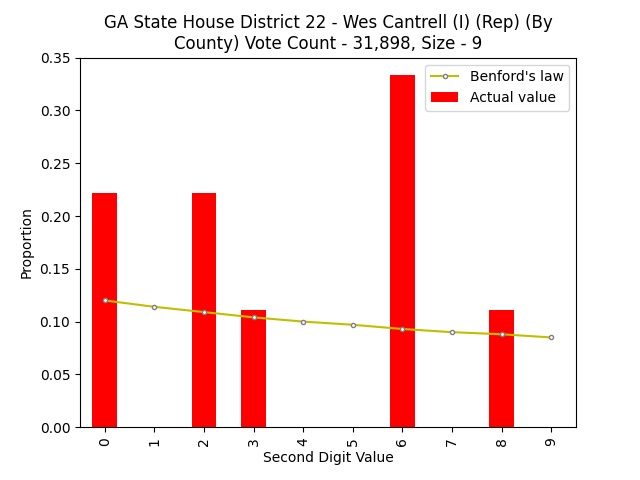 GA State House District 22 - Wes Cantrell (I) (Rep) (By
County) Vote Count - 31,898, Size - 9
Benford's law
Actual value
0.35
0.30
0.25
0.20
0.15
0.10
0.05
0.00
Proportion
0 1 2 3 4 5 6 7 8 9
Second Digit Value